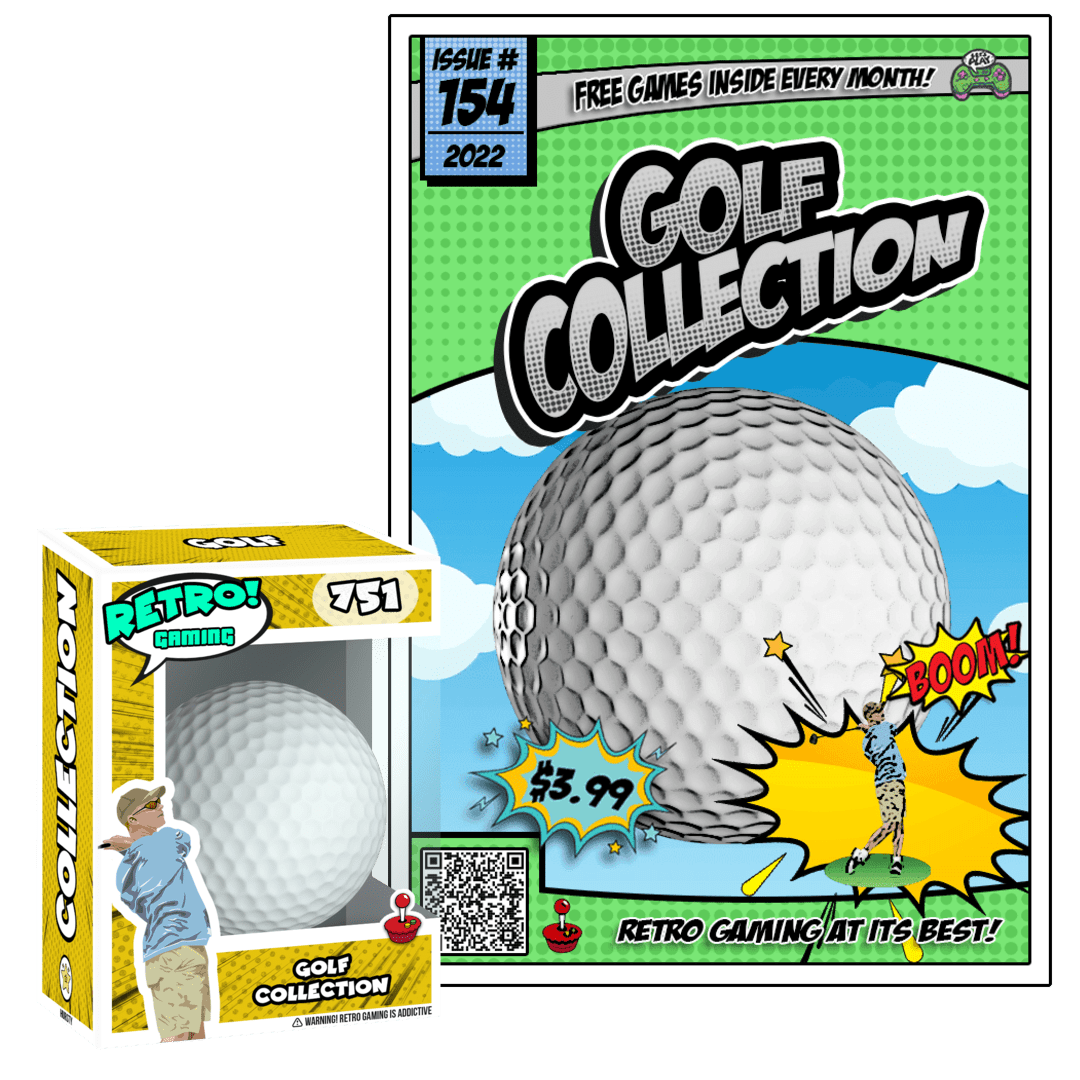 ISSUE #
154
2022
FREE GAMES INSIDE EVERY MONTH!
GOLF
COLLECTION
BOOM!
$3.99
RETRO GAMING AT ITS BEST!
GOLF
RETRO!
GAMING
751
COLLECTION
GOLF
COLLECTION
WARNING! RETRO GAMING IS ADDICTIVE